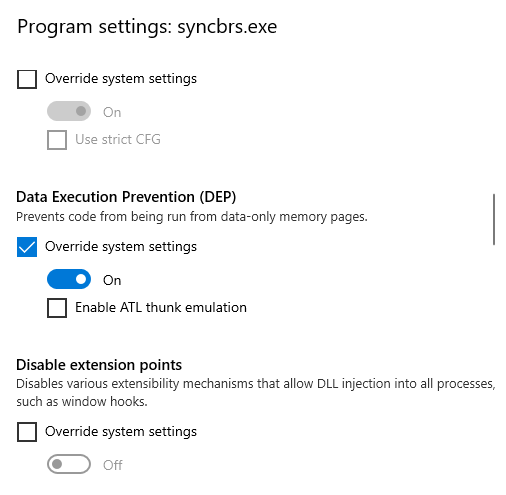 Program settings: syncbrs.exe
Override system settings
On
Use strict CFG
Data Execution Prevention (DEP)
Prevents code from being run from data-only memory pages.
Override system settings
On
Enable ATL thunk emulation
Disable extension points
Disables various extensibility mechanisms that allow DLL injection into all processes,
such as window hooks.
Override system settings
Off